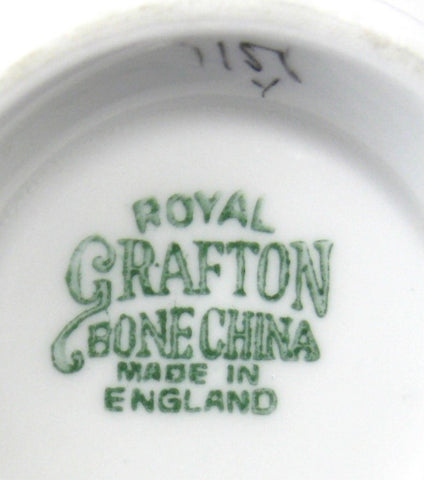 ROYAL
GRAFTON
BONE CHINA
MADE IN
ENGLAND